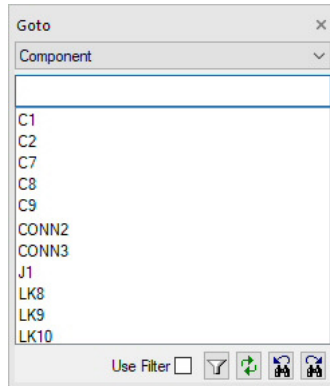 Goto
Component
C1
C2
C7
C8
C9
CONN2
CONN3
J1
LK8
LK9
LK10
Use Filter